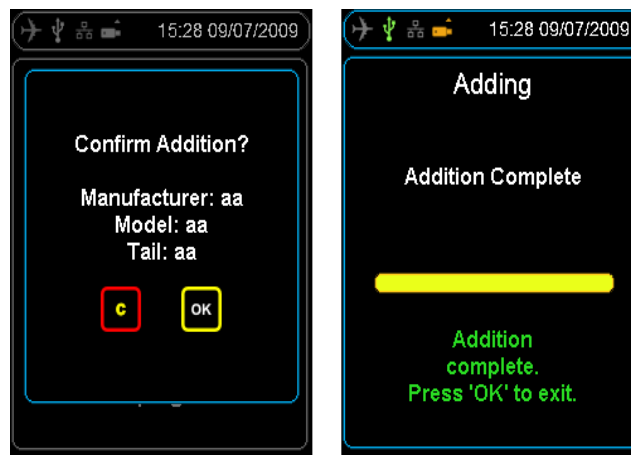 15:28 09/07/2009
Confirm Addition?
Manufacturer: aa
Model: aa
Tail: aa
C
OK
15:28 09/07/2009
Adding
Addition Complete
Addition
complete.
Press 'OK' to exit.